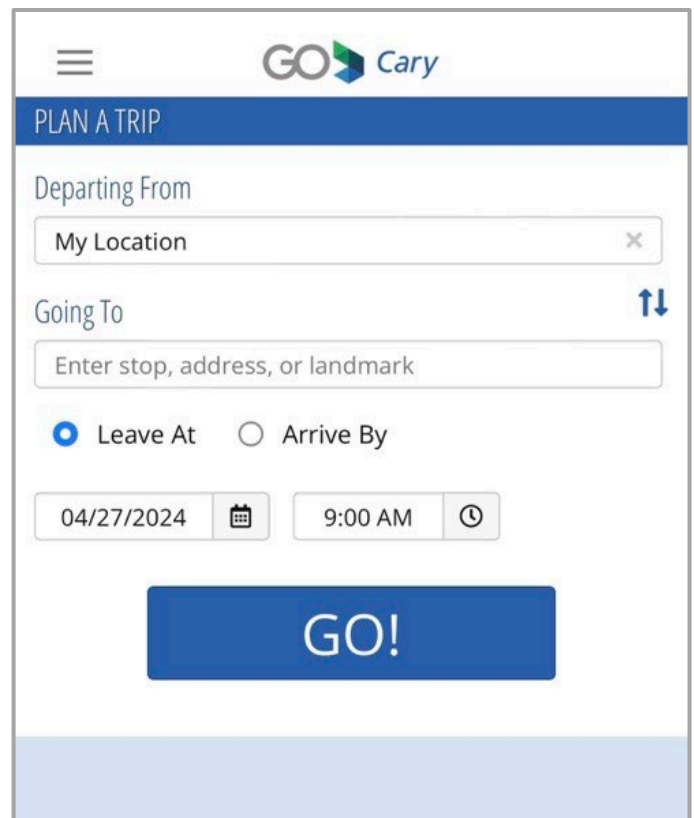 GO Cary
PLAN A TRIP
Departing From
My Location
Going To
Enter stop, address, or landmark
Leave At Arrive By
04/27/2024 9:00 AM
GO!